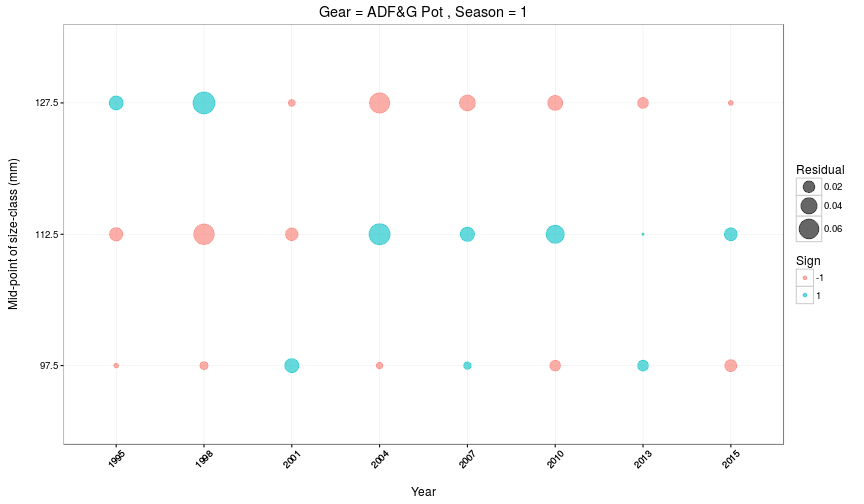 Gear = ADF&G Pot , Season = 1
Mid-point of size-class (mm)
127.5
112.5
97.5
1995 1998 2001 2004 2007 2010 2013 2015
Year
Residual
0.02
0.04
0.06
Sign
-1
1